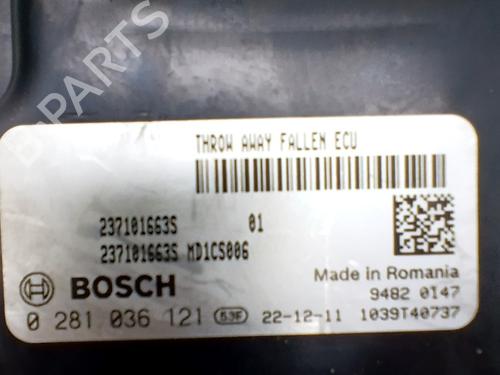 B-PARTS
THROW AWAY FALLEN ECU
237101663S 01
237101663S MD1CS006
BOSCH
Made in Romania
9482 0147
0 281 036 121 53F 22-12-11 1039T40737